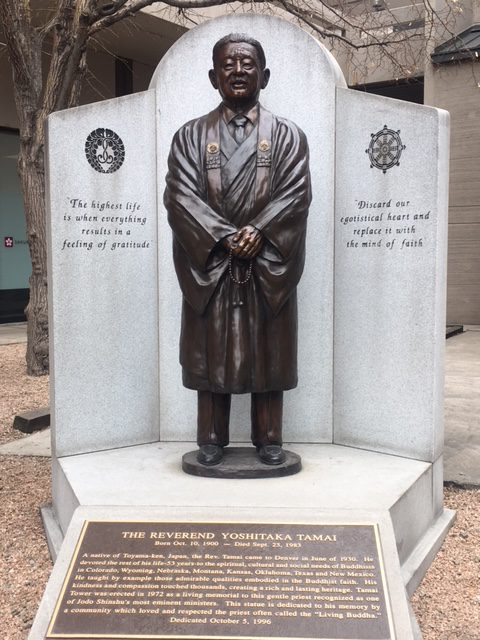 "The highest life
is when everything
results in a
feeling of gratitude
"Discard our
egotistical heart and
replace it with
the mind of faith
THE REVEREND YOSHITAKA TAMAI
Born Oct. 10, 1900 — Died Sept. 25, 1983
A native of Toyama-ken, Japan, the Rev. Tamai came to Denver in June of 1930. He
devoted the rest of his life-53 years-to the spiritual, cultural and social needs of Buddhists
in Colorado, Wyoming, Nebraska, Montana, Kansas, Oklahoma, Texas and New Mexico.
He taught by example those admirable qualities embodied in the Buddhist faith. His
kindness and compassion touched thousands, creating a rich and lasting heritage. Tamai
Tower was erected in 1972 as a living memorial to this gentle priest recognized as one
of Jodo Shinshu's most eminent ministers. This statue is dedicated to his memory by
a community which loved and respected the priest often called the "Living Buddha."
Dedicated October 5, 1996